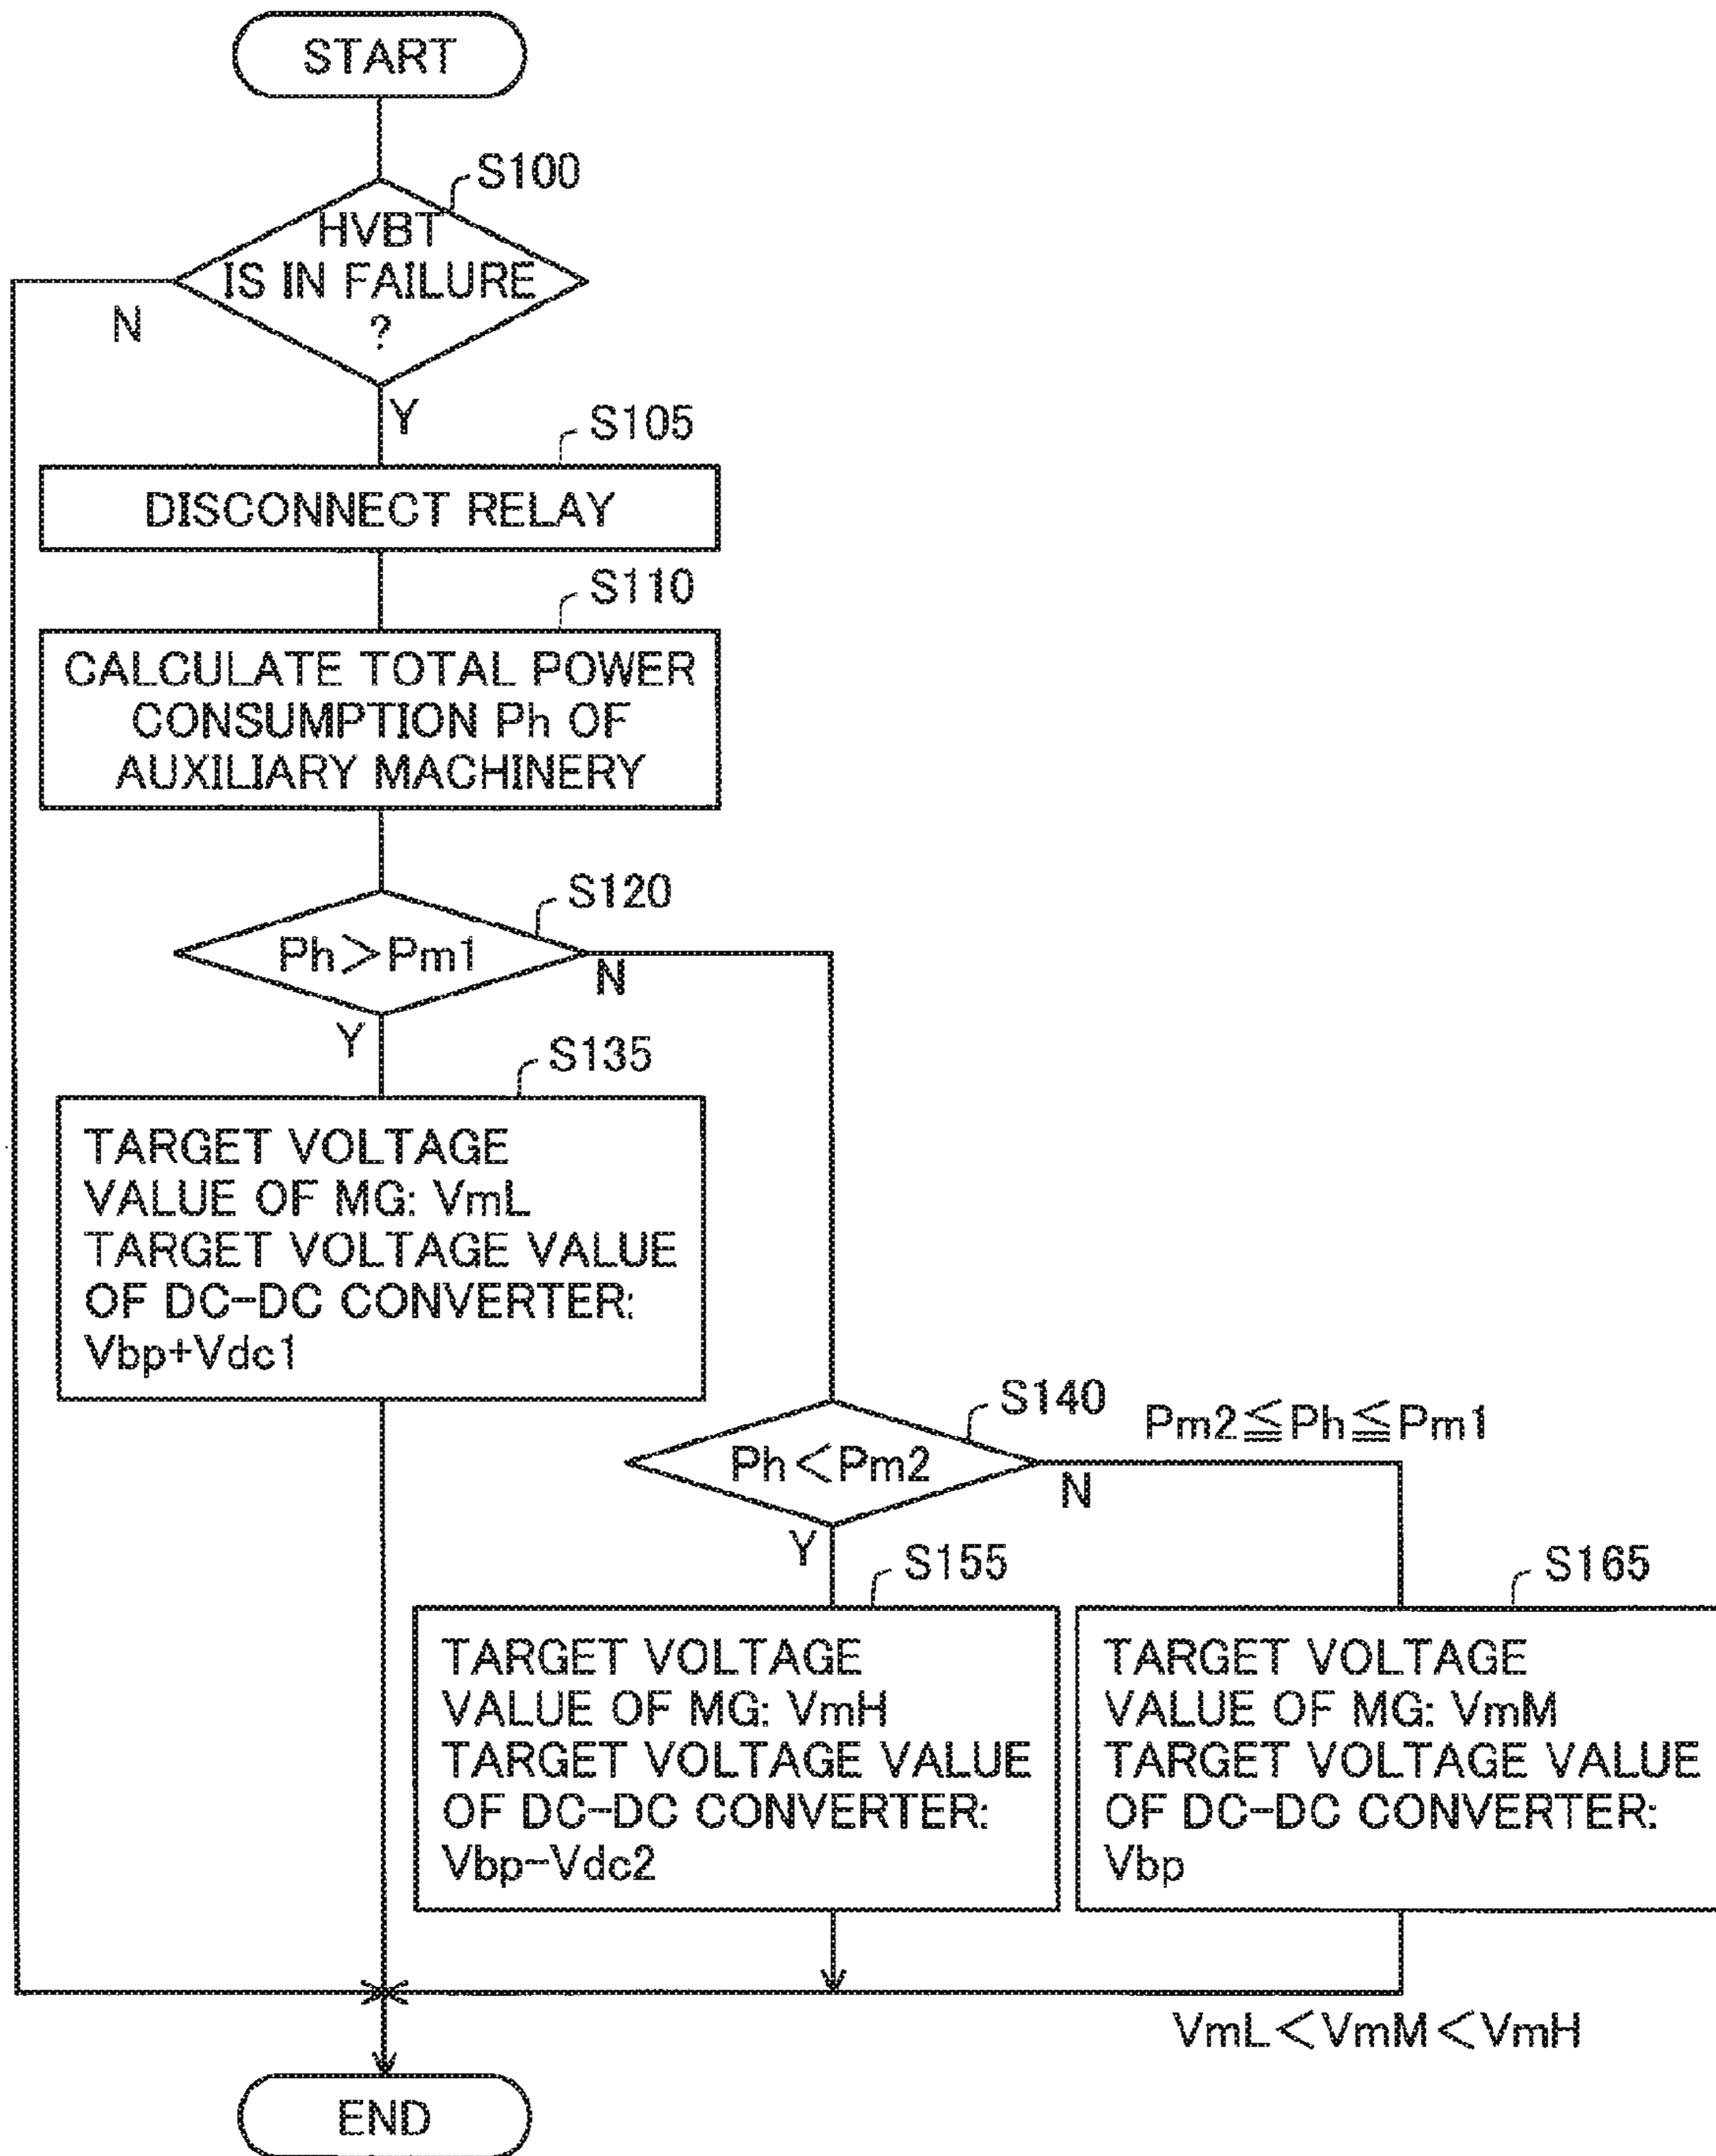 START
S100
HVBT
IS IN FAILURE
?
N
Y
S105
DISCONNECT RELAY
S110
CALCULATE TOTAL POWER
CONSUMPTION Ph OF
AUXILIARY MACHINERY
S120
Ph>Pm1
N
Y
S135
TARGET VOLTAGE
VALUE OF MG: VmL
TARGET VOLTAGE VALUE
OF DC-DC CONVERTER:
Vbp+Vdc1
S140
Pm2≦Ph≦Pm1
Ph<Pm2
N
Y
S155
TARGET VOLTAGE
VALUE OF MG: VmH
TARGET VOLTAGE VALUE
OF DC-DC CONVERTER:
Vbp-Vdc2
S165
TARGET VOLTAGE
VALUE OF MG: VmM
TARGET VOLTAGE VALUE
OF DC-DC CONVERTER:
Vbp
VmL<VmM<VmH
END